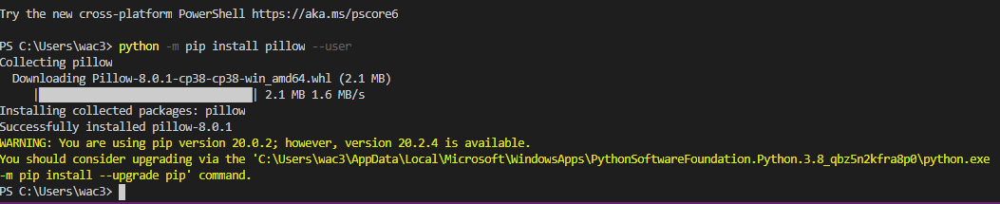 Try the new cross-platform PowerShell https://aka.ms/pscore6
PS C:\Users\wac3> python -m pip install pillow --user
Collecting pillow
  Downloading Pillow-8.0.1-cp38-cp38-win_amd64.whl (2.1 MB)
     |████████████████████████████████| 2.1 MB 1.6 MB/s
Installing collected packages: pillow
Successfully installed pillow-8.0.1
WARNING: You are using pip version 20.0.2; however, version 20.2.4 is available.
You should consider upgrading via the 'C:\Users\wac3\AppData\Local\Microsoft\WindowsApps\PythonSoftwareFoundation.Python.3.8_qbz5n2kfra8p0\python.exe
-m pip install --upgrade pip' command.
PS C:\Users\wac3>